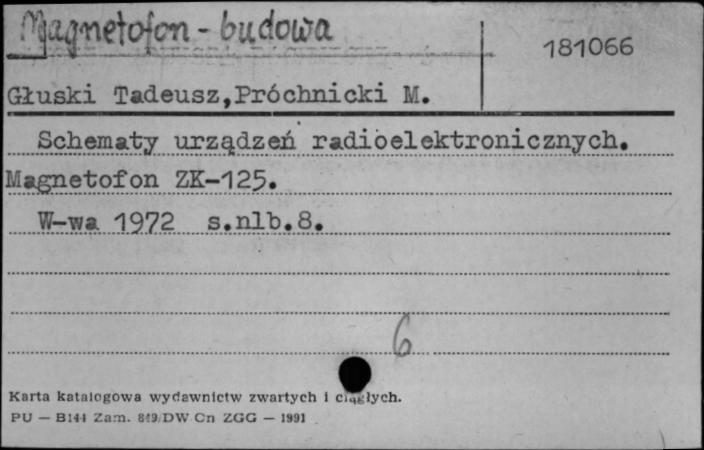 Magnetofon - budowa
181066
Głuski Tadeusz,Próchnicki M.
Schematy urządzeń radioelektronicznych.
Magnetofon ZK-125.
W-wa 1972 s.nlb.8.
6
Karta katalogowa wydawnictw zwartych i ciągłych.
PU — B144 Zam. 849/DW Cn ZGG — 1991